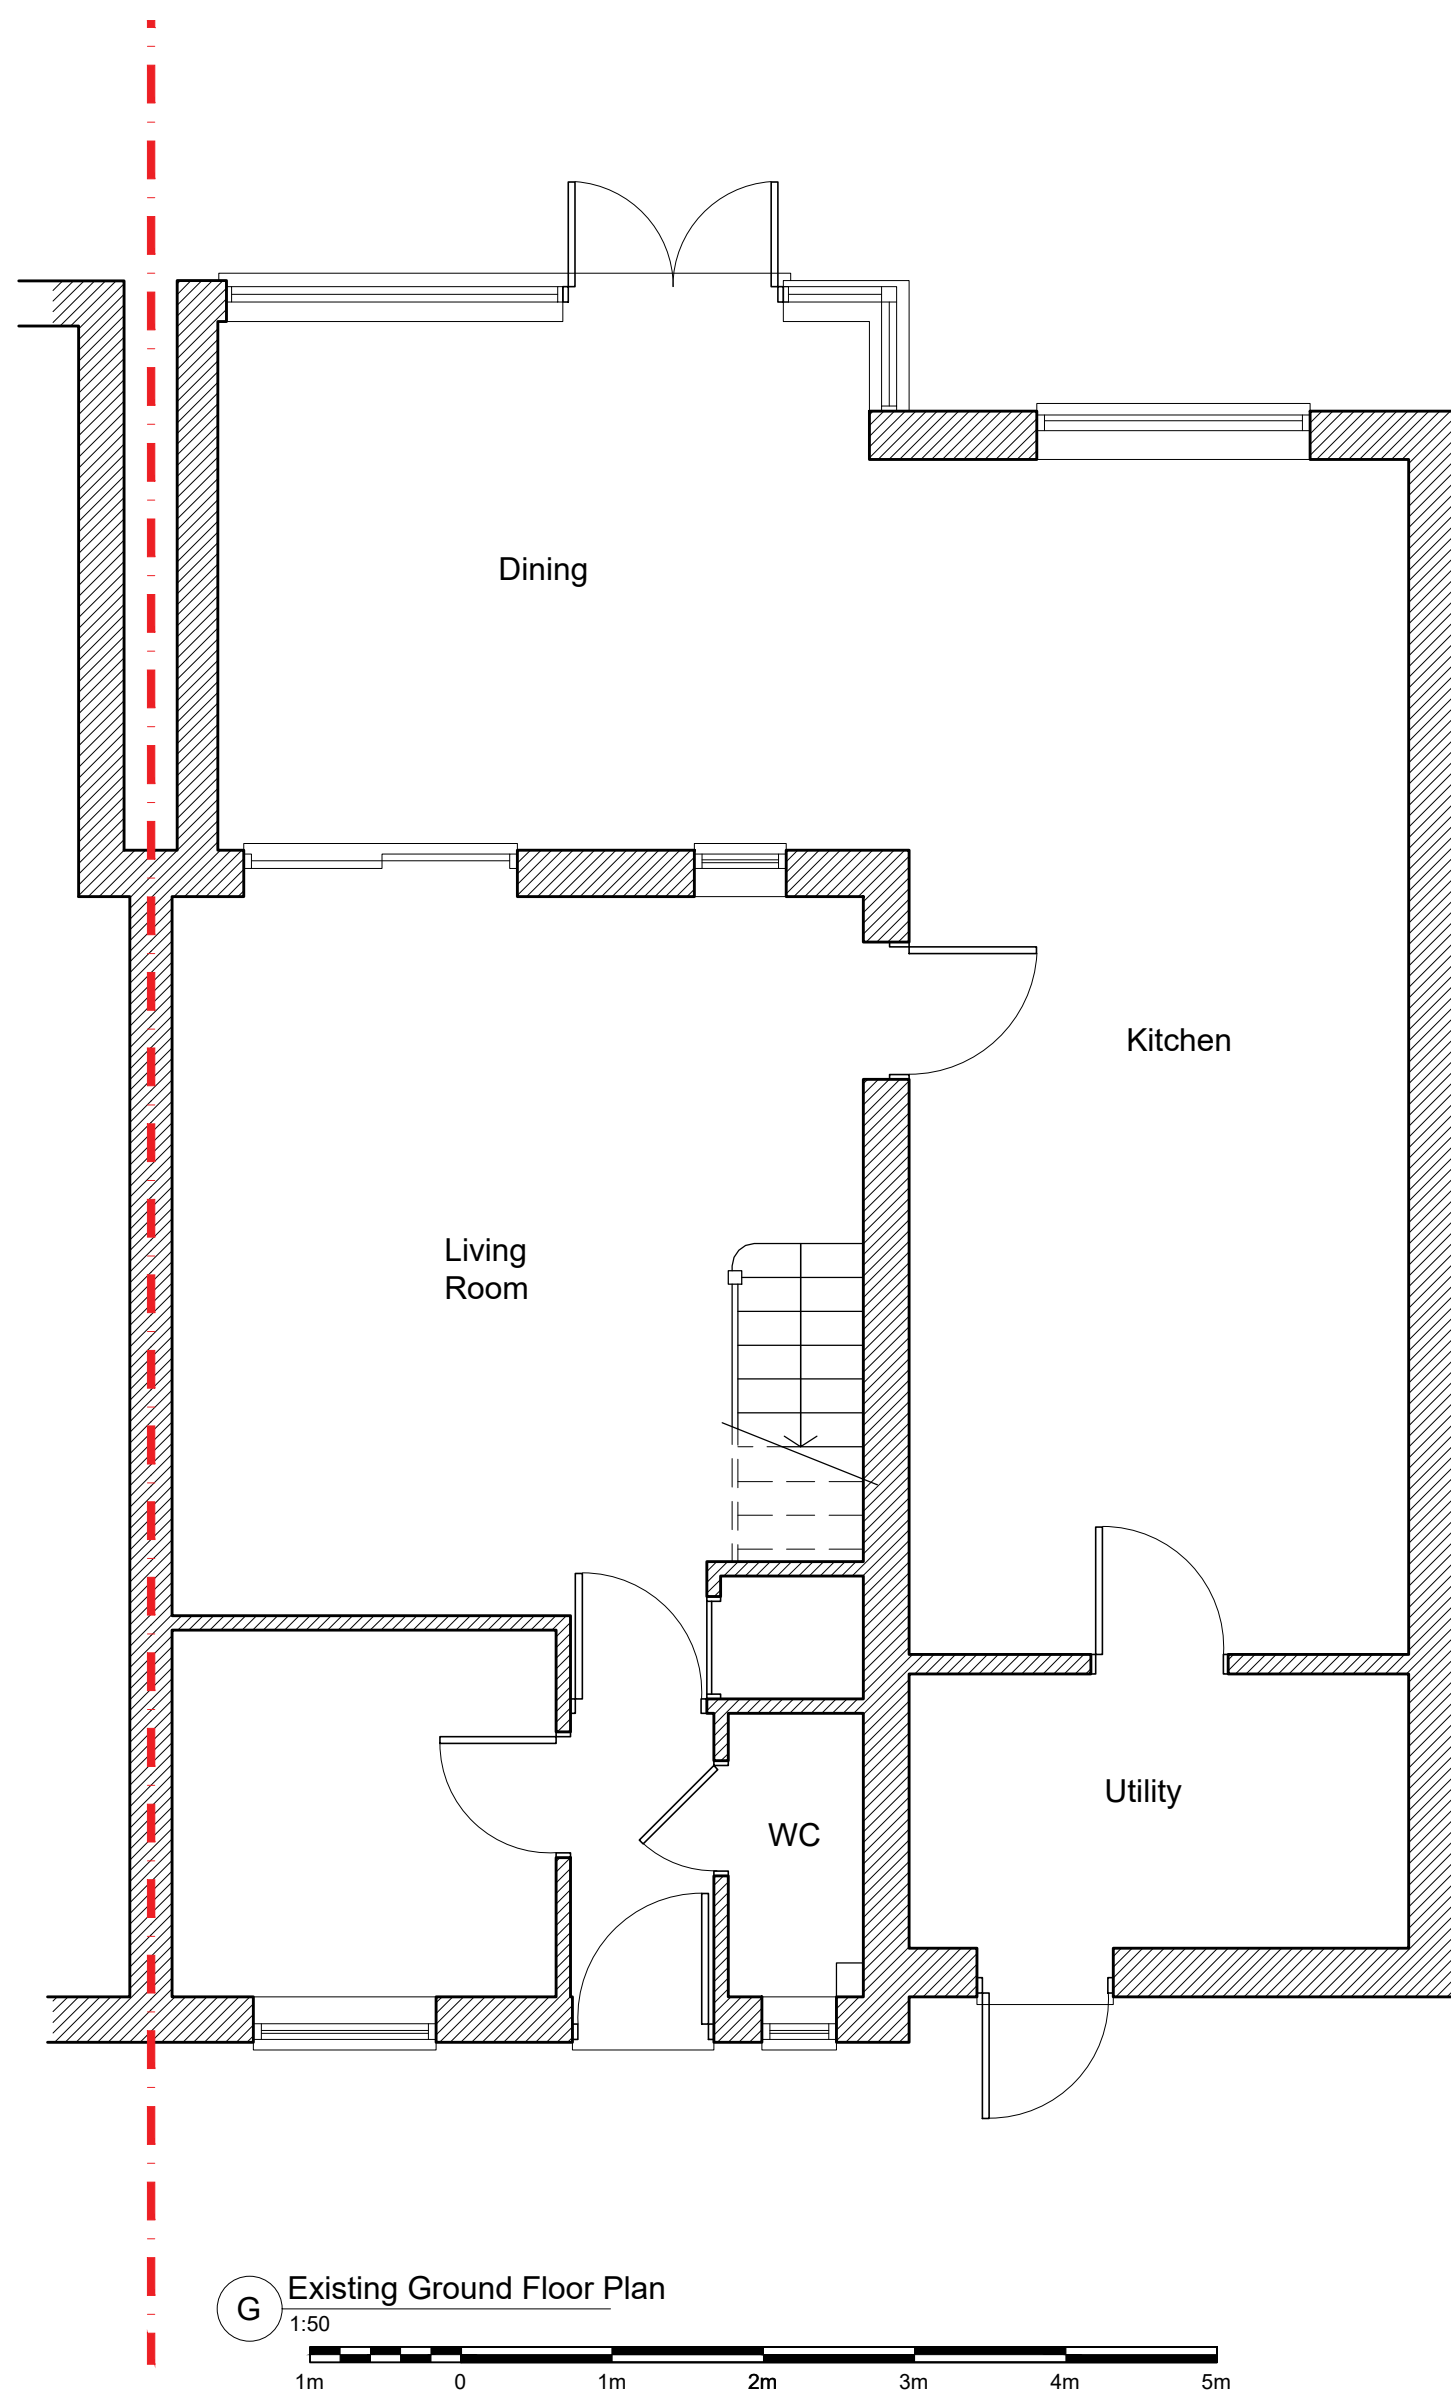 Dining
Kitchen
Living
Room
Utility
WC
Existing Ground Floor Plan
G
1:50
1m 0 1m 2m 3m 4m 5m